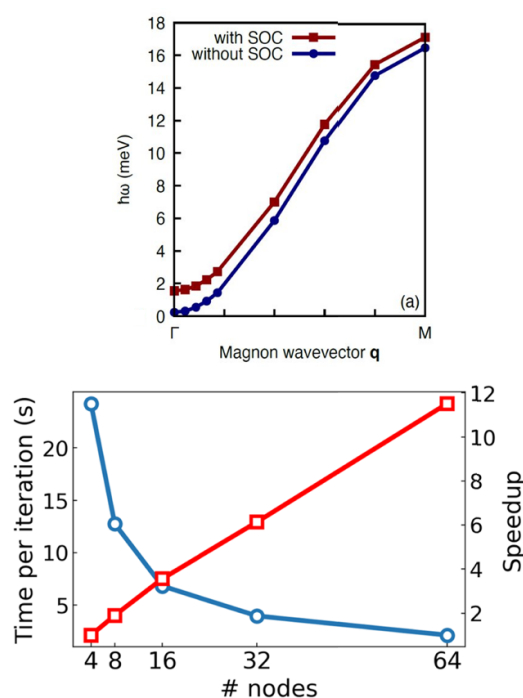 18
with SOC
16
without SOC
14
12
10
8
6
4
2
0
ħω (meV)
(a)
Γ
M
Magnon wavevector q
12
20
10
15
8
6
10
4
5
2
Time per iteration (s)
Speedup
4 8 16 32 64
# nodes